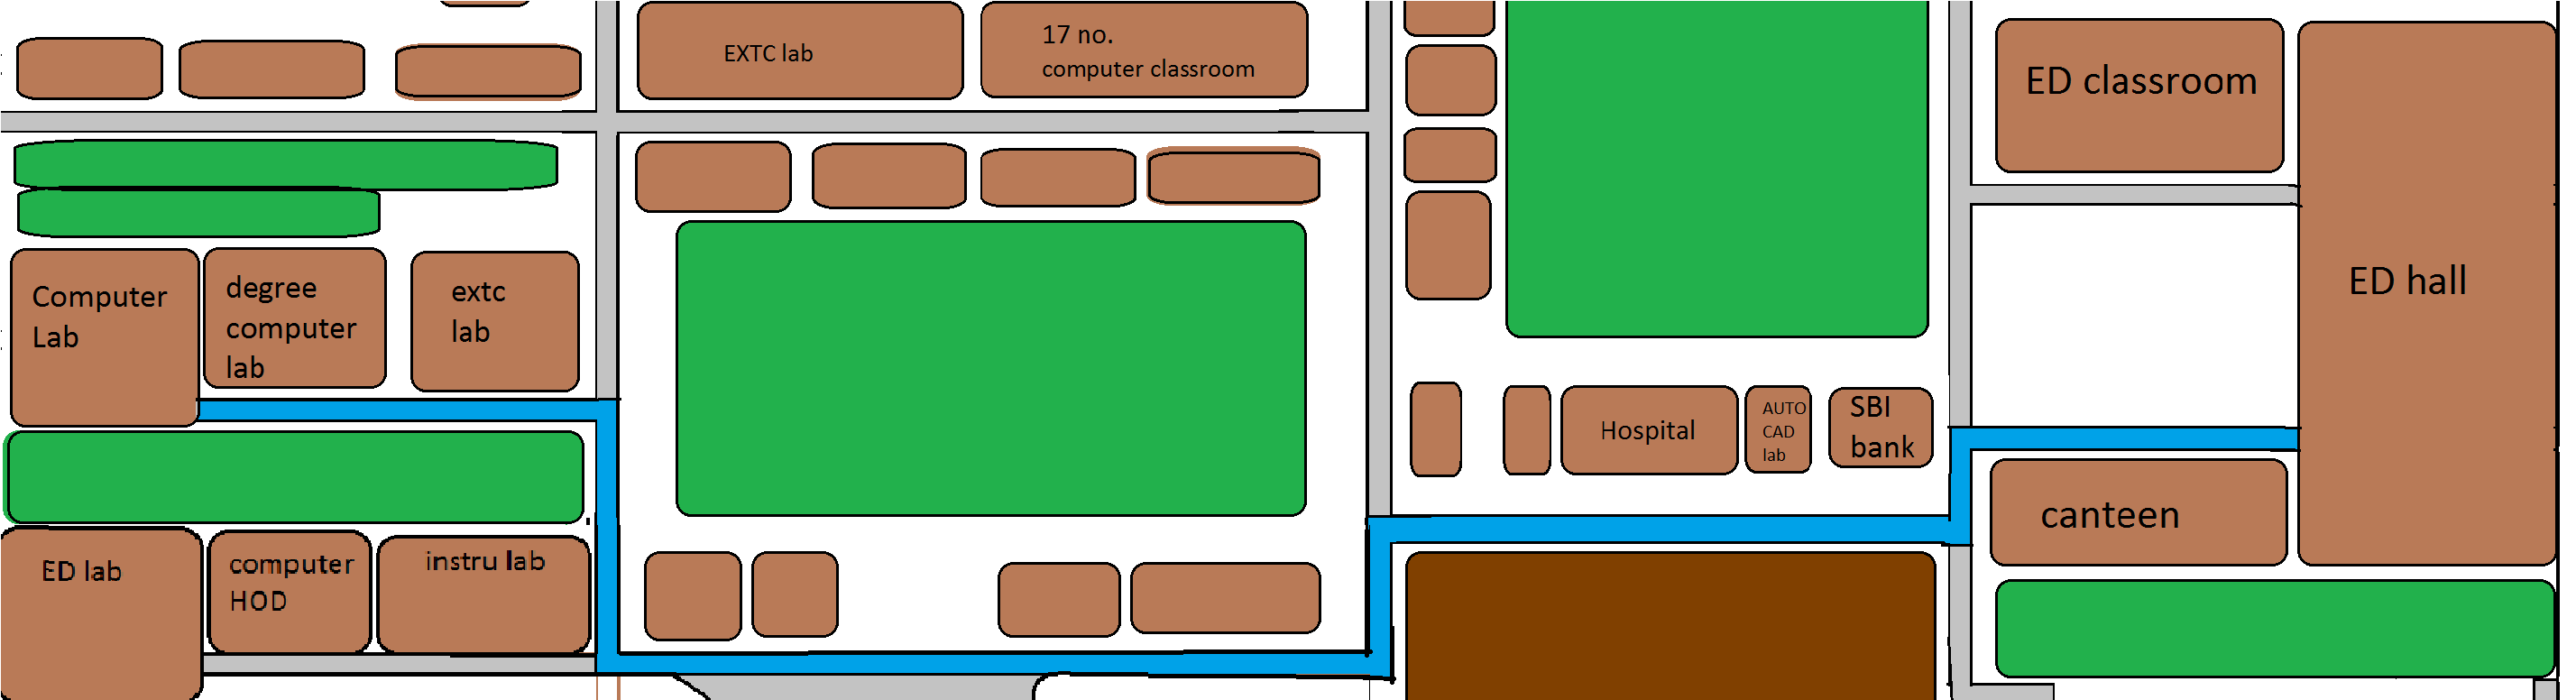 EXTC lab
17 no.
computer classroom
ED classroom
Computer
Lab
degree
computer
lab
extc
lab
ED hall
Hospital
AUTO
CAD
lab
SBI
bank
canteen
ED lab
computer
HOD
instru lab